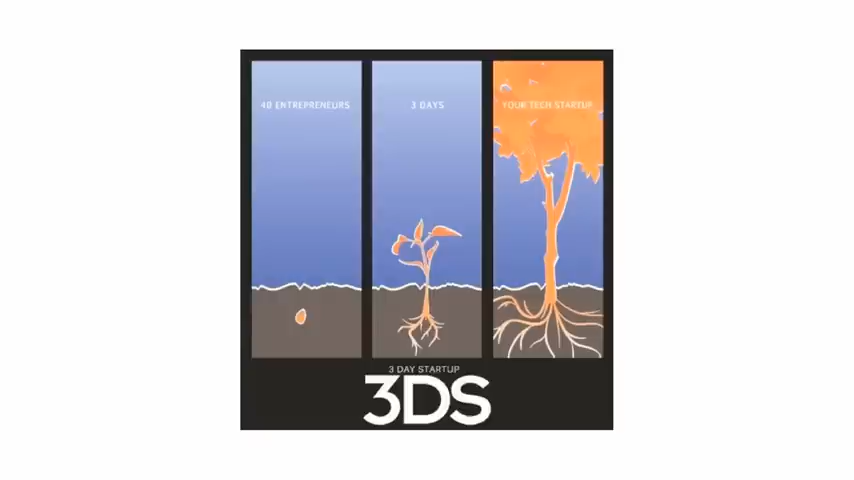 40 ENTREPRENEURS
3 DAYS
YOUR TECH STARTUP
3 DAY STARTUP
3DS